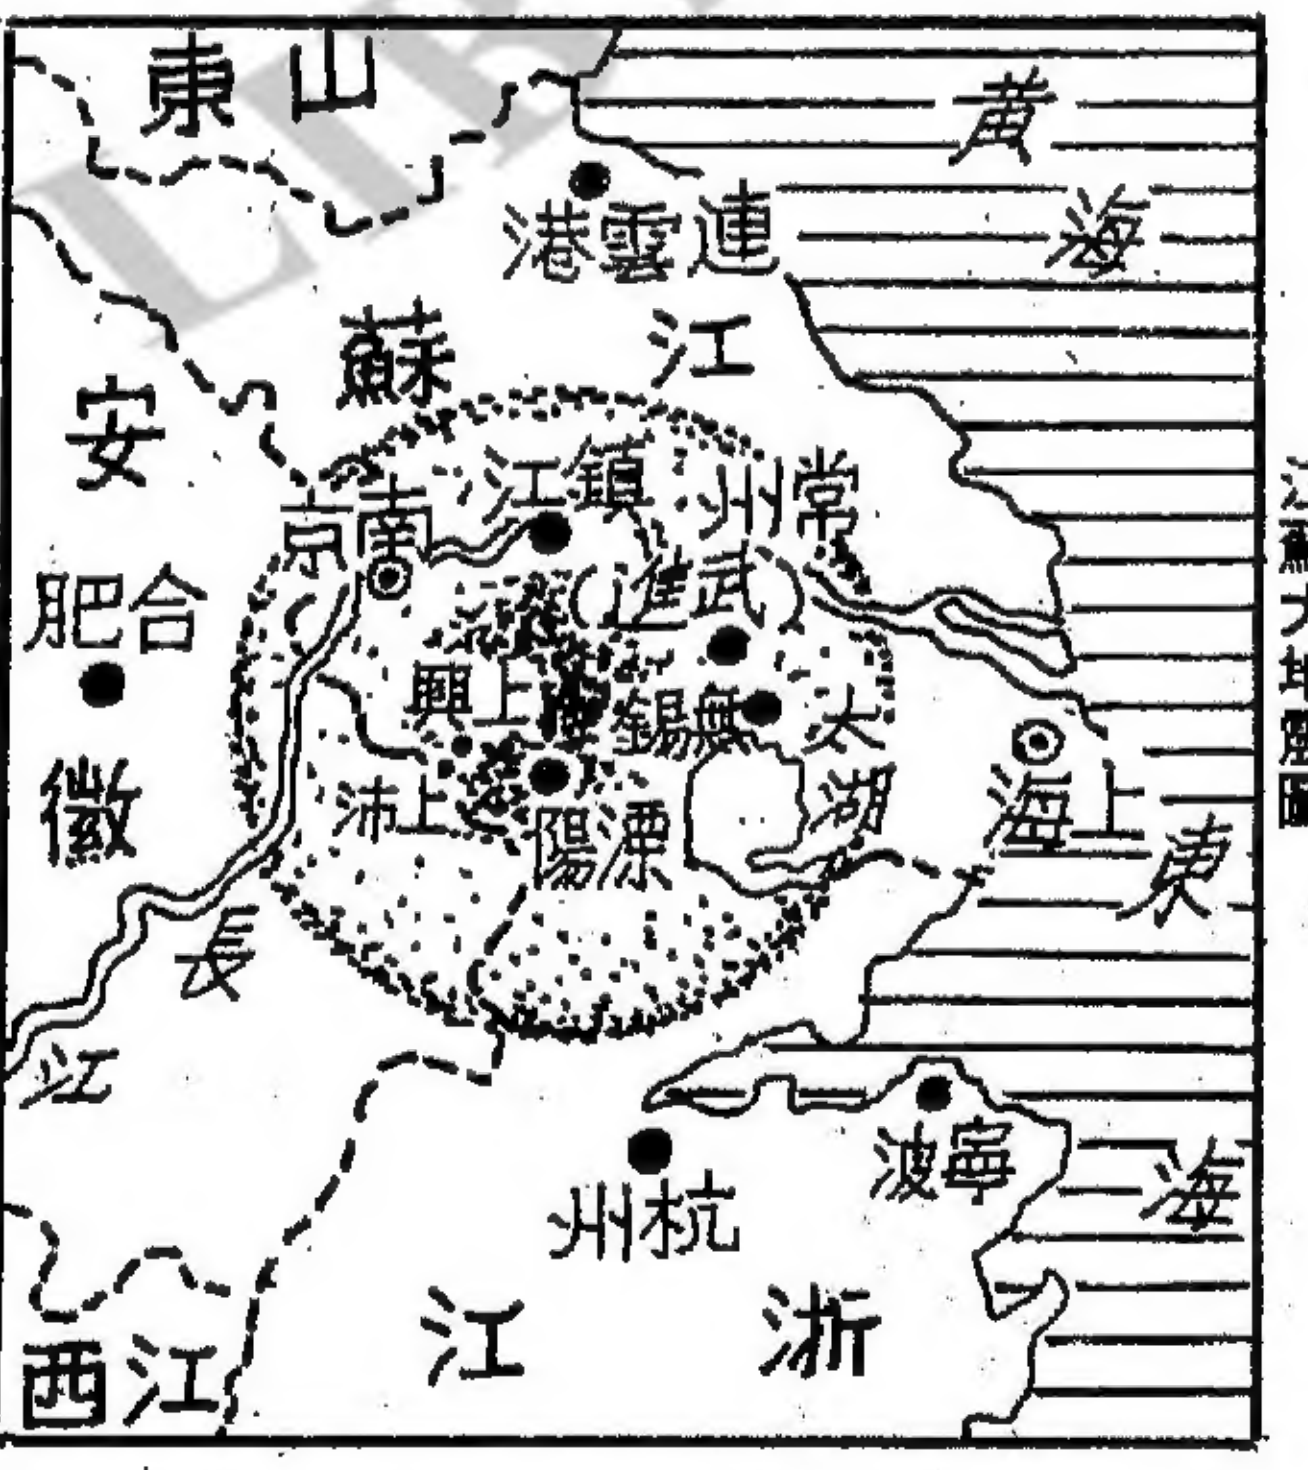 山東
黃海
連雲港
江蘇
安徽
鎮江
常州
南京
(武進)
合肥
上興
無錫
太湖
上沛
溧陽
上海
東海
長江
寧波
杭州
浙江
江西